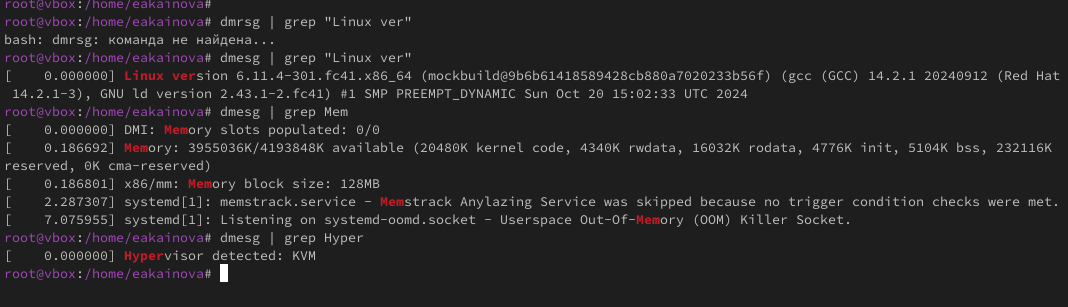 root@vbox:/home/eakainova#
root@vbox:/home/eakainova# dmrsg | grep "Linux ver"
bash: dmrsg: команда не найдена...
root@vbox:/home/eakainova# dmesg | grep "Linux ver"
[    0.000000] Linux version 6.11.4-301.fc41.x86_64 (mockbuild@9b6b61418589428cb880a7020233b56f) (gcc (GCC) 14.2.1 20240912 (Red Hat
 14.2.1-3), GNU ld version 2.43.1-2.fc41) #1 SMP PREEMPT_DYNAMIC Sun Oct 20 15:02:33 UTC 2024
root@vbox:/home/eakainova# dmesg | grep Mem
[    0.000000] DMI: Memory slots populated: 0/0
[    0.186692] Memory: 3955036K/4193848K available (20480K kernel code, 4340K rwdata, 16032K rodata, 4776K init, 5104K bss, 232116K
reserved, 0K cma-reserved)
[    0.186801] x86/mm: Memory block size: 128MB
[    2.287307] systemd[1]: memstrack.service - Memstrack Anylazing Service was skipped because no trigger condition checks were met.
[    7.075955] systemd[1]: Listening on systemd-oomd.socket - Userspace Out-Of-Memory (OOM) Killer Socket.
root@vbox:/home/eakainova# dmesg | grep Hyper
[    0.000000] Hypervisor detected: KVM
root@vbox:/home/eakainova#